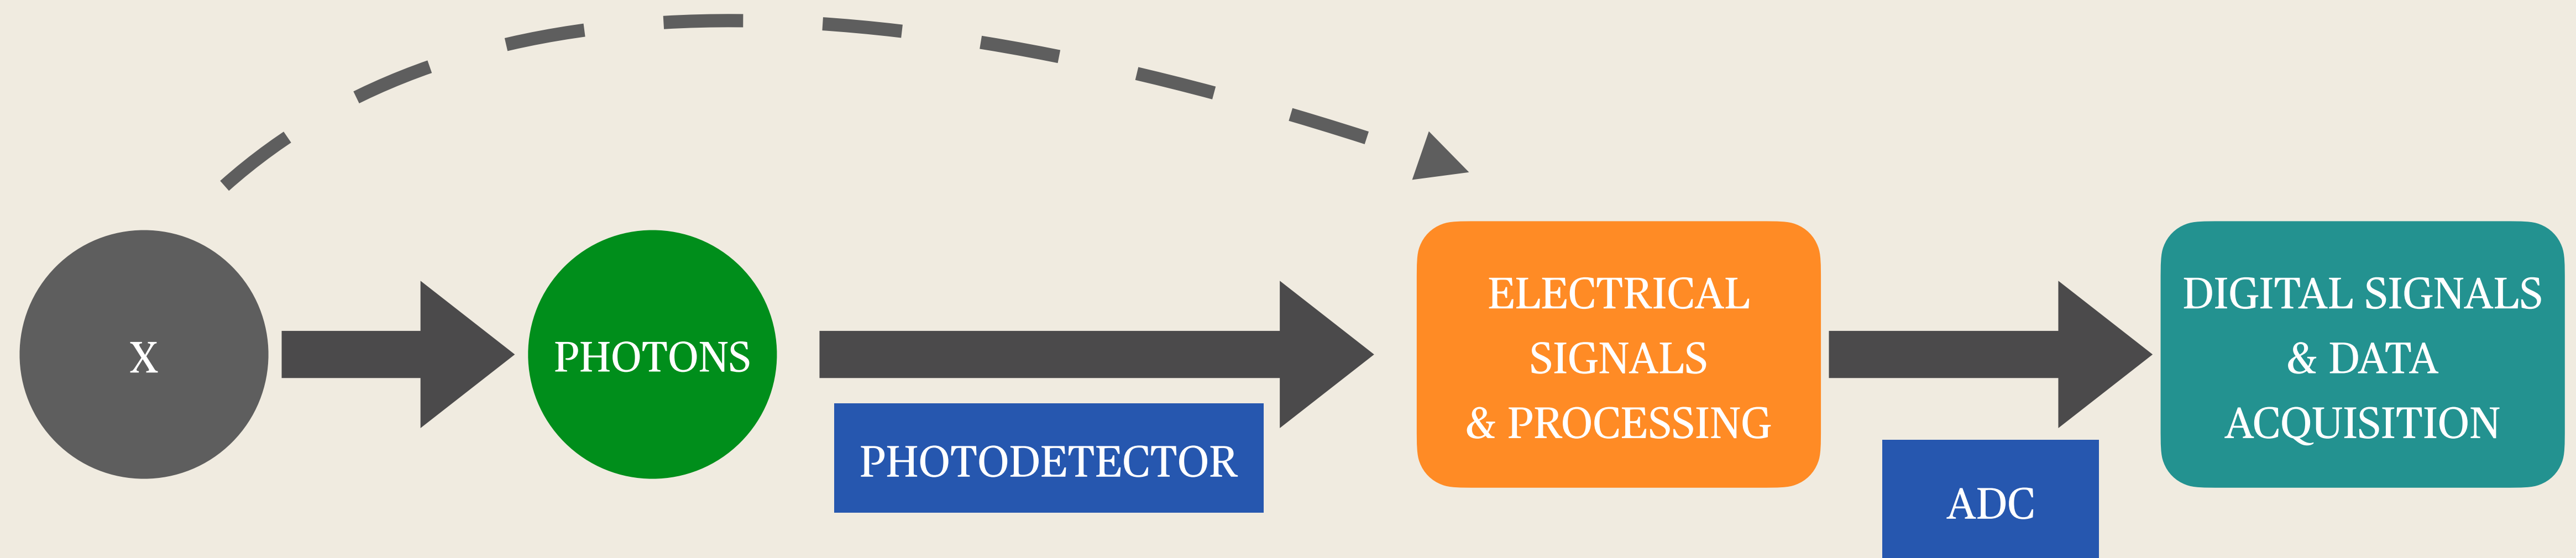 X
PHOTONS
PHOTODETECTOR
ELECTRICAL
SIGNALS
& PROCESSING
ADC
DIGITAL SIGNALS
& DATA
ACQUISITION